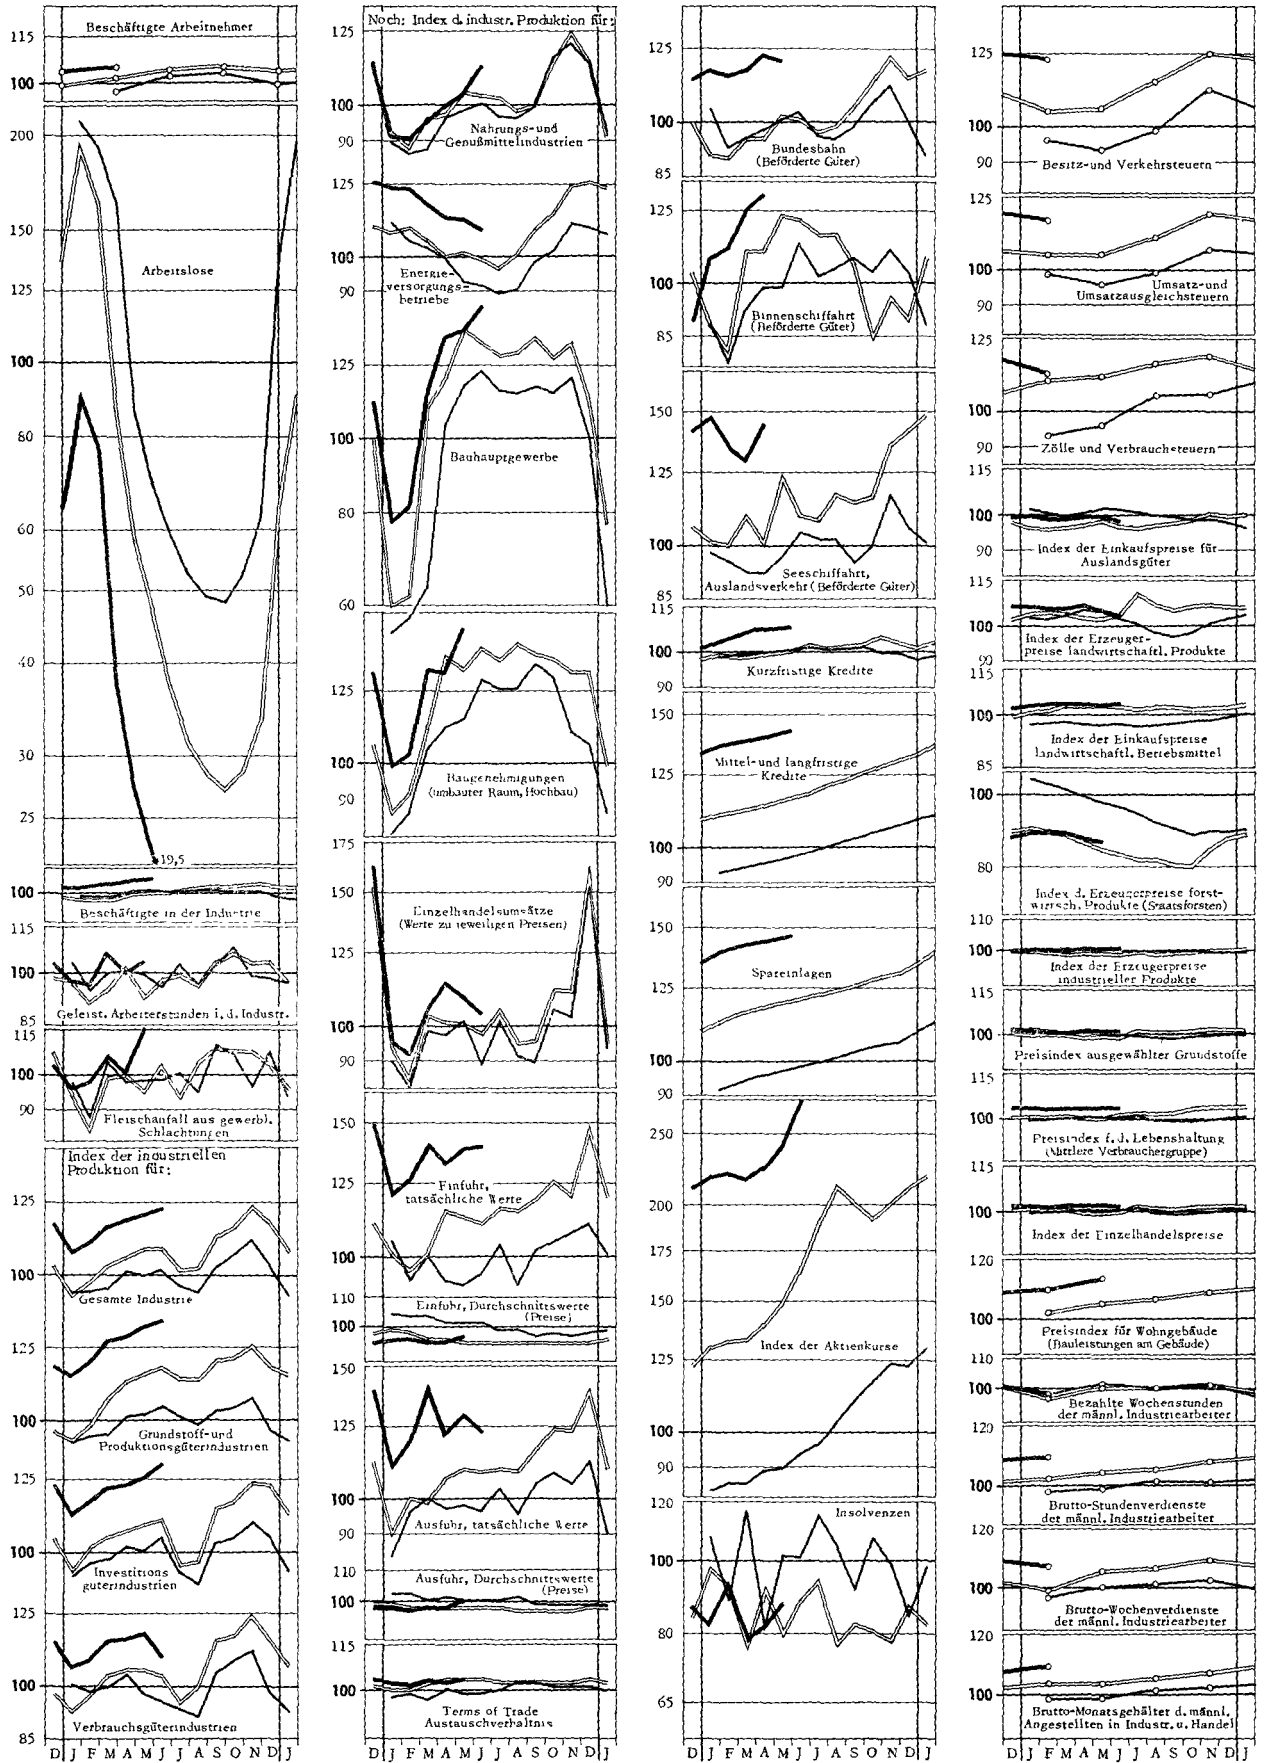 Beschäftigte Arbeitnehmer
115
100
200
150
Arbeitslose
125
100
80
60
50
40
30
25
19,5
100
Beschäftigte in der Industrie
115
100
Geleist. Arbeiterstunden i. d. Industr.
85
115
100
90
Fleischanfall aus gewerbl.
Schlachtungen
Index der industriellen
Produktion für:
125
100
Gesamte Industrie
125
100
Grundstoff- und
Produktionsgüterindustrien
125
100
Investitions
güterindustrien
125
100
Verbrauchsgüterindustrien
85
D J F M A M J J A S O N D J
Noch: Index d. industr. Produktion für:
125
100
Nahrungs- und
Genußmittelindustrien
90
125
100
Energie-
versorgungs-
betriebe
90
125
100
Bauhauptgewerbe
80
60
125
100
Baugenehmigungen
(umbauter Raum, Hochbau)
90
175
150
Einzelhandelsumsätze
(Werte zu jeweiligen Preisen)
125
100
90
150
125
Einfuhr,
tatsächliche Werte
100
110
Einfuhr, Durchschnittswerte
(Preise)
100
150
125
100
Ausfuhr, tatsächliche Werte
90
110
Ausfuhr, Durchschnittswerte
(Preise)
100
115
100
Terms of Trade
Austauschverhältnis
D J F M A M J J A S O N D J
125
100
Bundesbahn
(Beförderte Güter)
85
125
100
Binnenschiffahrt
(Beförderte Güter)
85
150
125
100
Seeschiffahrt,
Auslandsverkehr (Beförderte Güter)
85
115
100
Kurzfristige Kredite
90
150
Mittel- und langfristige
Kredite
125
100
90
150
Spareinlagen
125
100
90
250
200
175
150
Index der Aktienkurse
125
100
90
120
Insolvenzen
100
80
65
D J F M A M J J A S O N D J
125
100
90
Besitz- und Verkehrsteuern
125
100
Umsatz- und
Umsatzausgleichsteuern
90
125
100
90
Zölle und Verbrauchsteuern
115
100
90
Index der Einkaufspreise für
Auslandsgüter
115
100
Index der Erzeuger-
preise landwirtschaftl. Produkte
90
115
100
Index der Einkaufspreise
landwirtschaftl. Betriebsmittel
85
100
80
Index d. Erzeugerpreise forst-
wirtsch. Produkte (Staatsforsten)
110
100
Index der Erzeugerpreise
industrieller Produkte
115
100
Preisindex ausgewählter Grundstoffe
115
100
Preisindex f. d. Lebenshaltung
(Mittlere Verbrauchergruppe)
115
100
Index der Einzelhandelspreise
120
100
Preisindex für Wohngebäude
(Bauleistungen am Gebäude)
110
100
Bezahlte Wochenstunden
der männl. Industriearbeiter
120
100
Brutto-Stundenverdienste
der männl. Industriearbeiter
120
100
Brutto-Wochenverdienste
der männl. Industriearbeiter
120
100
Brutto-Monatsgehälter d. männl.
Angestellten in Industr. u. Handel
D J F M A M J J A S O N D J